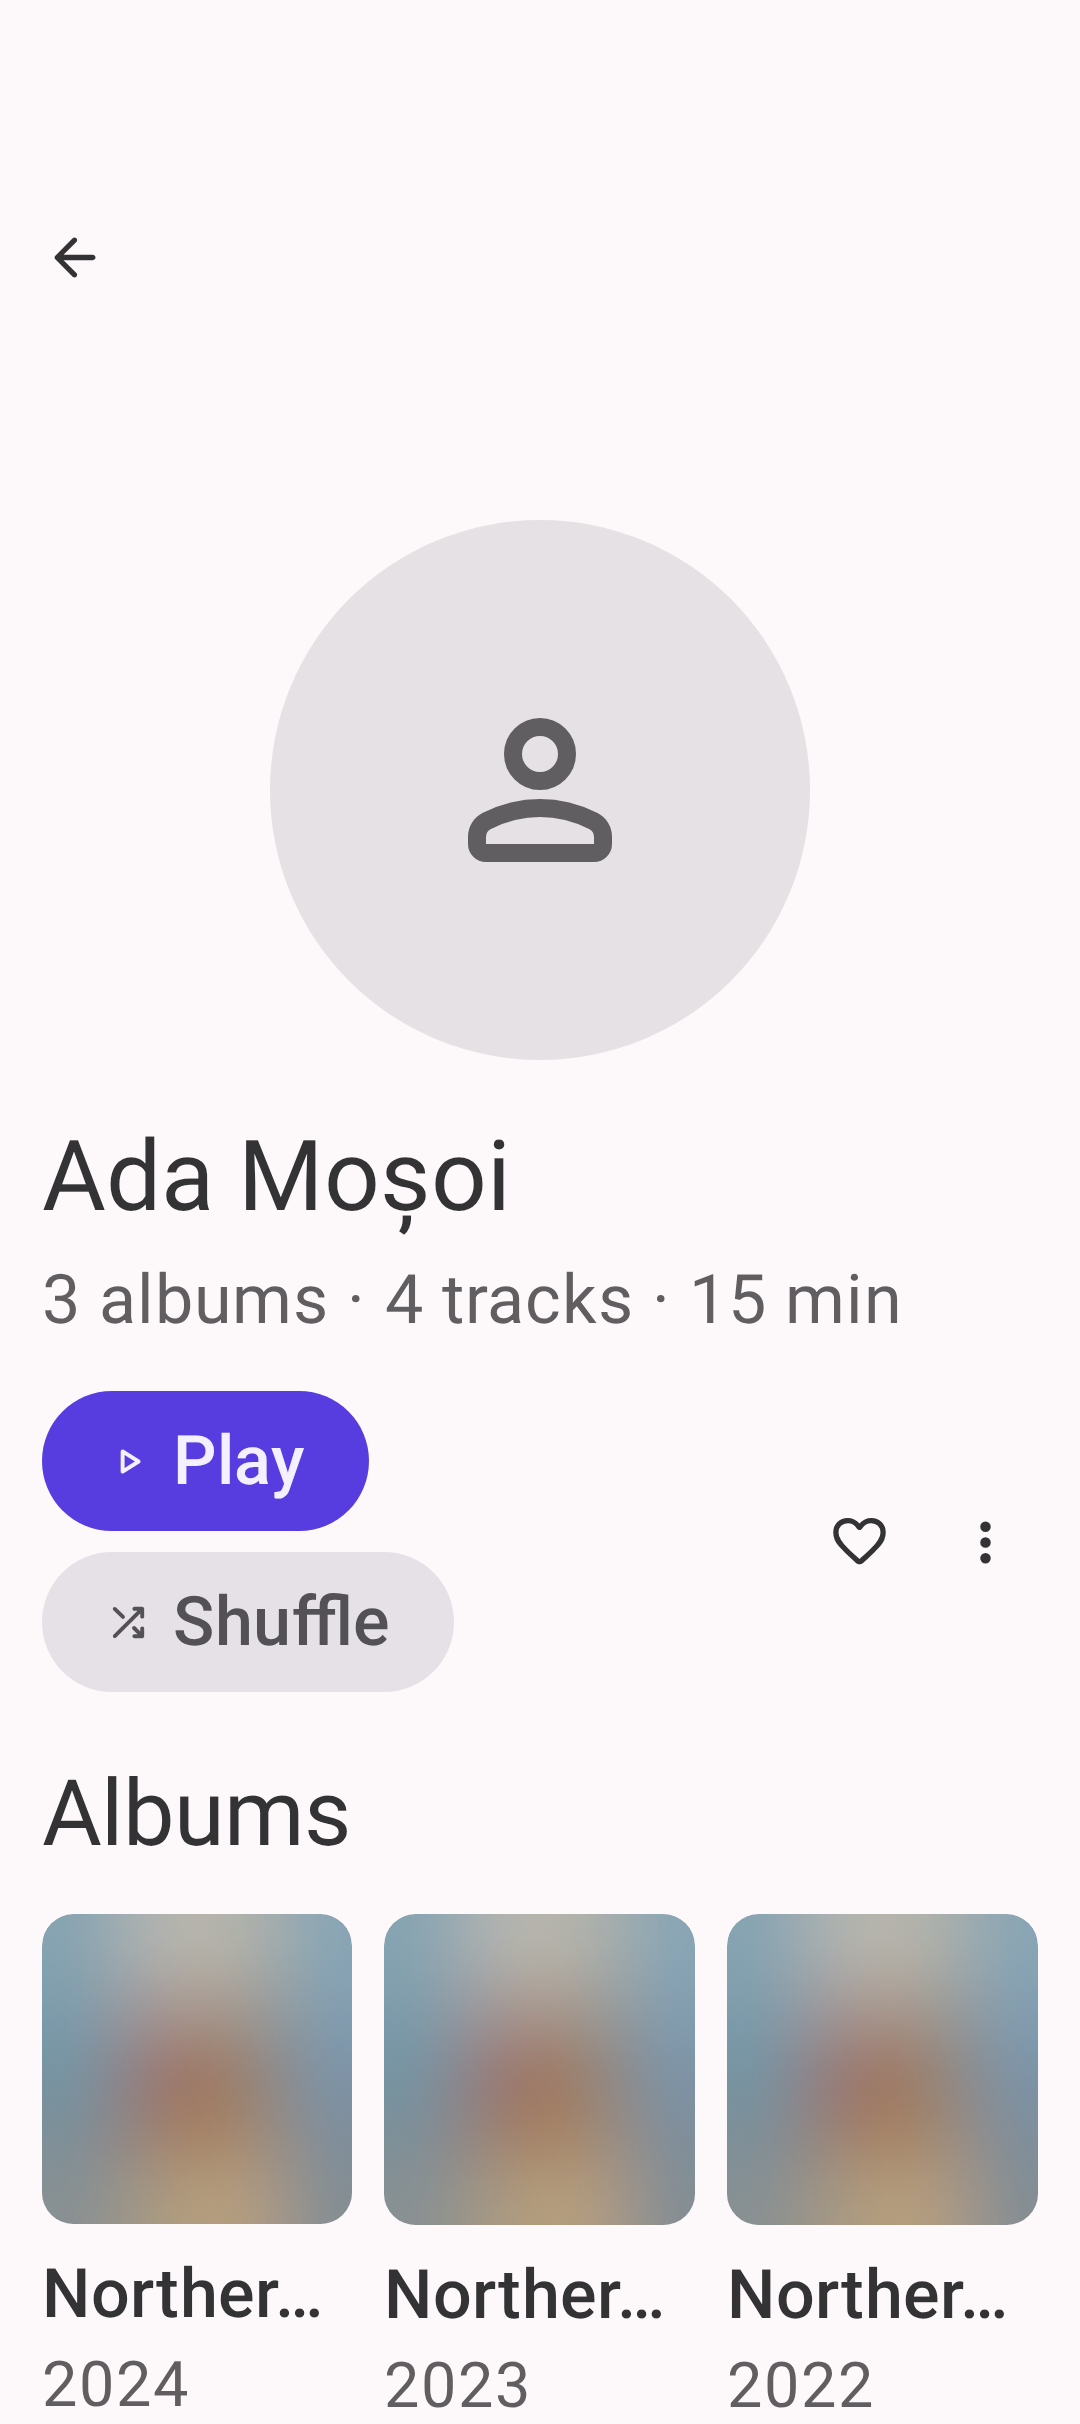 Ada Moșoi
3 albums · 4 tracks · 15 min
Play
Shuffle
Albums
Norther… Norther… Norther…
2024 2023 2022